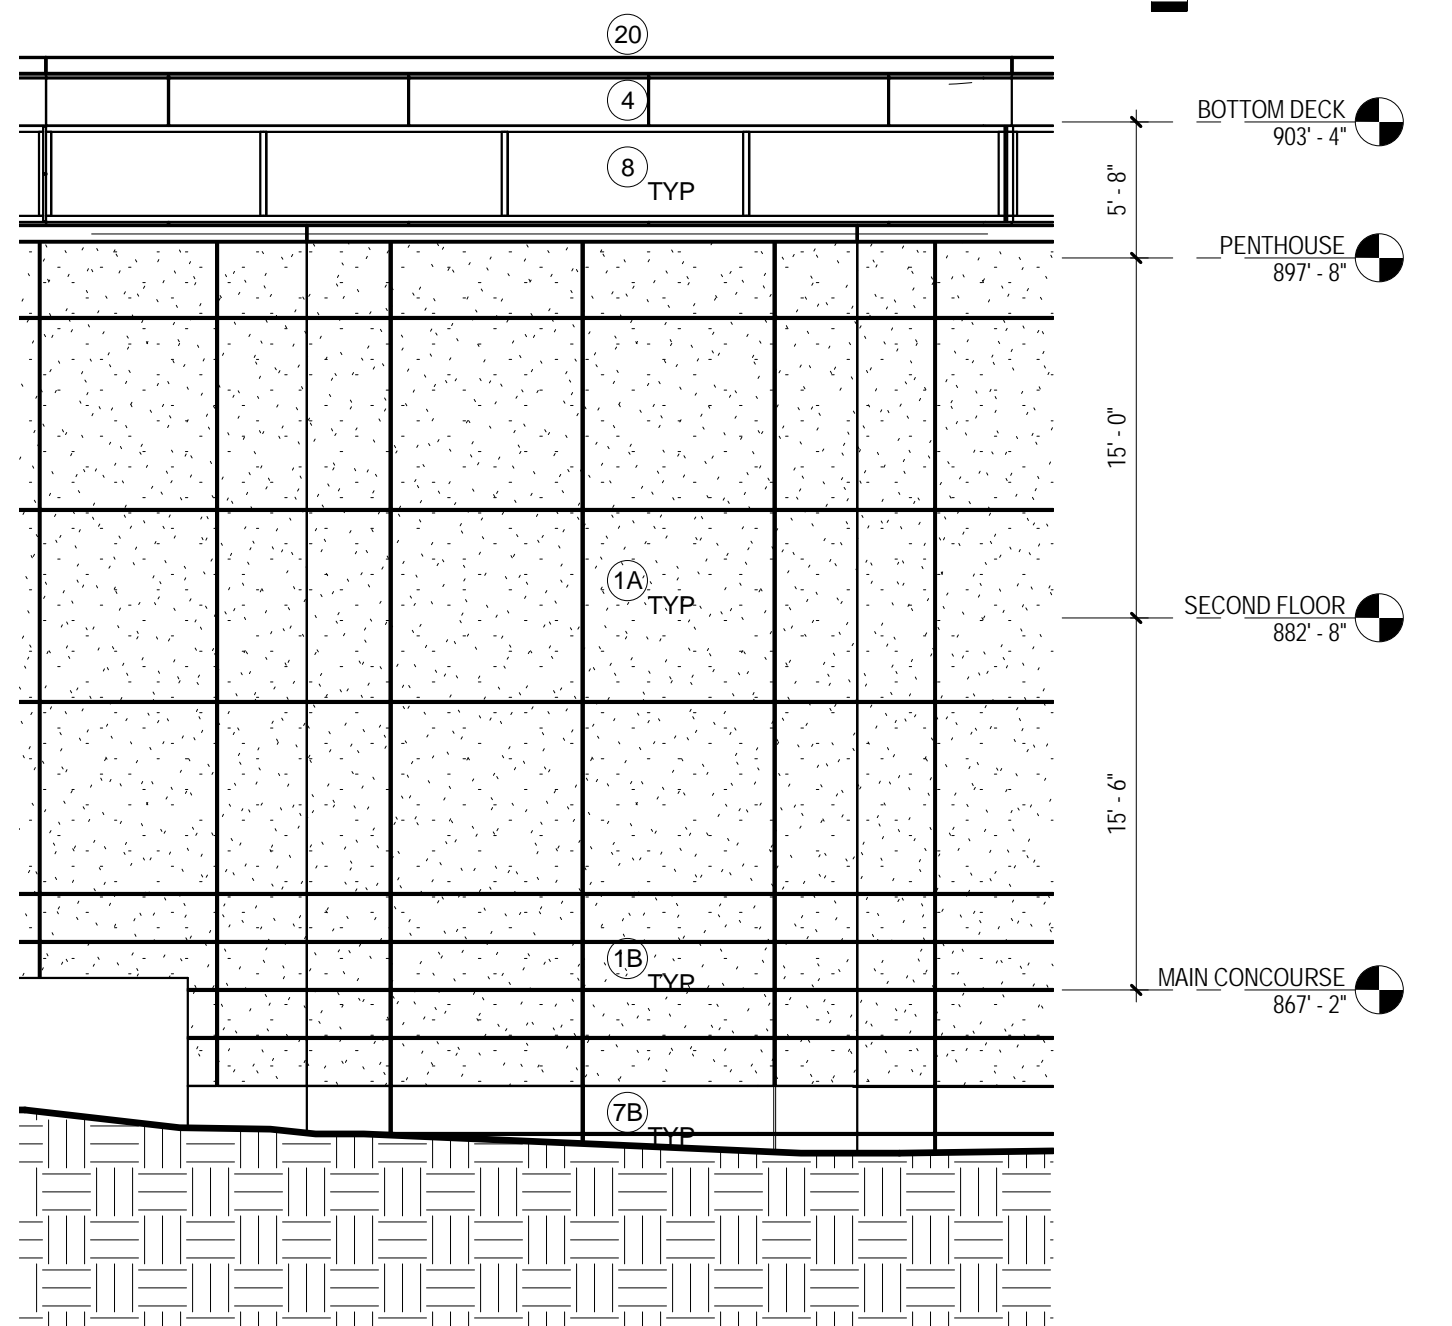 20
4
BOTTOM DECK
903' - 4"
8
TYP
5' - 8"
PENTHOUSE
897' - 8"
15' - 0"
1A
TYP
SECOND FLOOR
882' - 8"
15' - 6"
1B
TYP
MAIN CONCOURSE
867' - 2"
7B
TYP